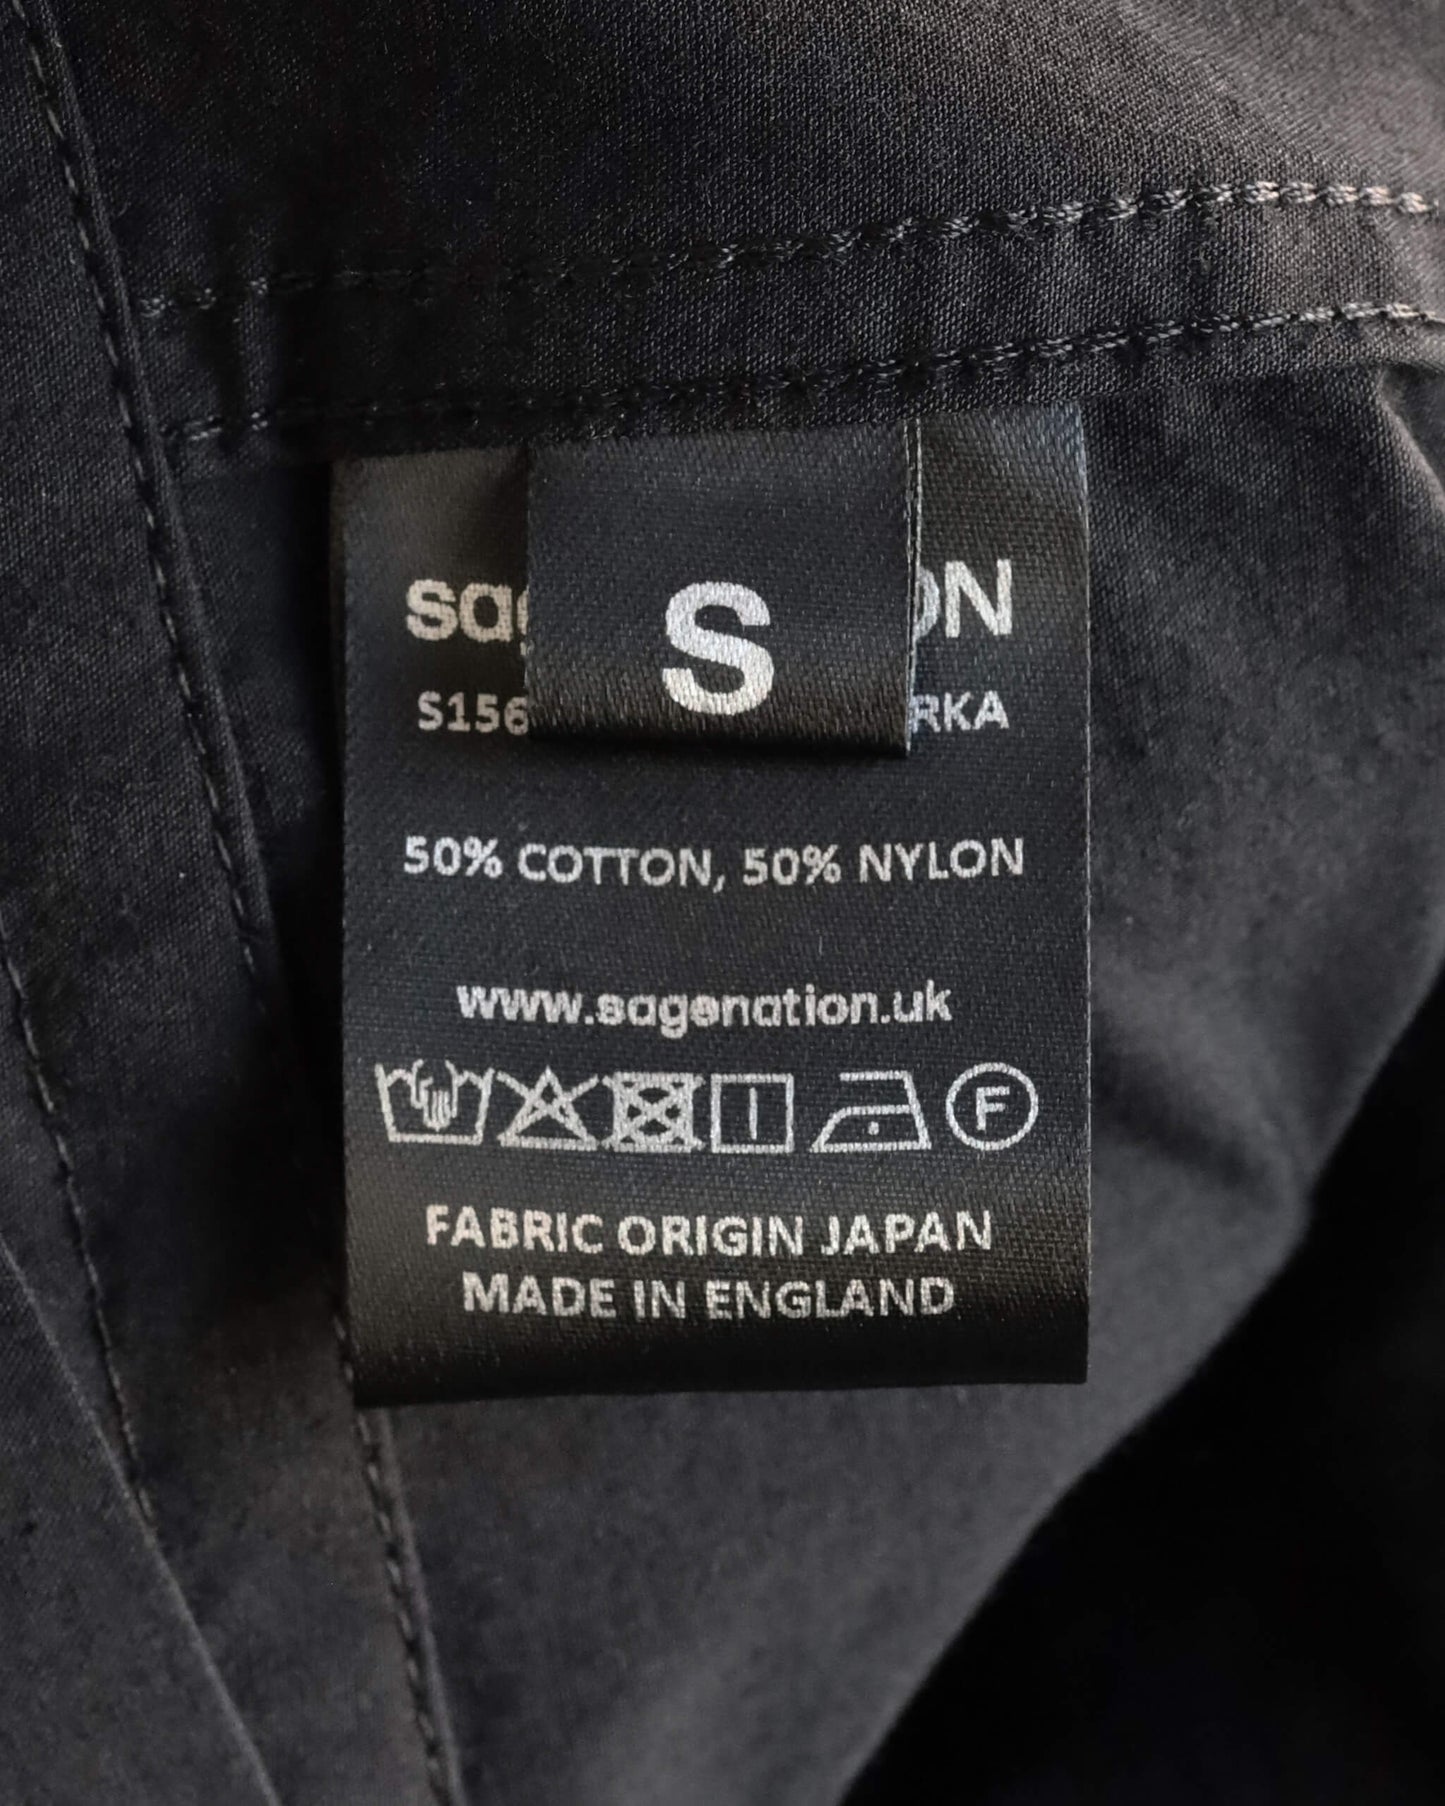 S
50% COTTON, 50% NYLON
www.sagenation.uk
F
FABRIC ORIGIN JAPAN
MADE IN ENGLAND